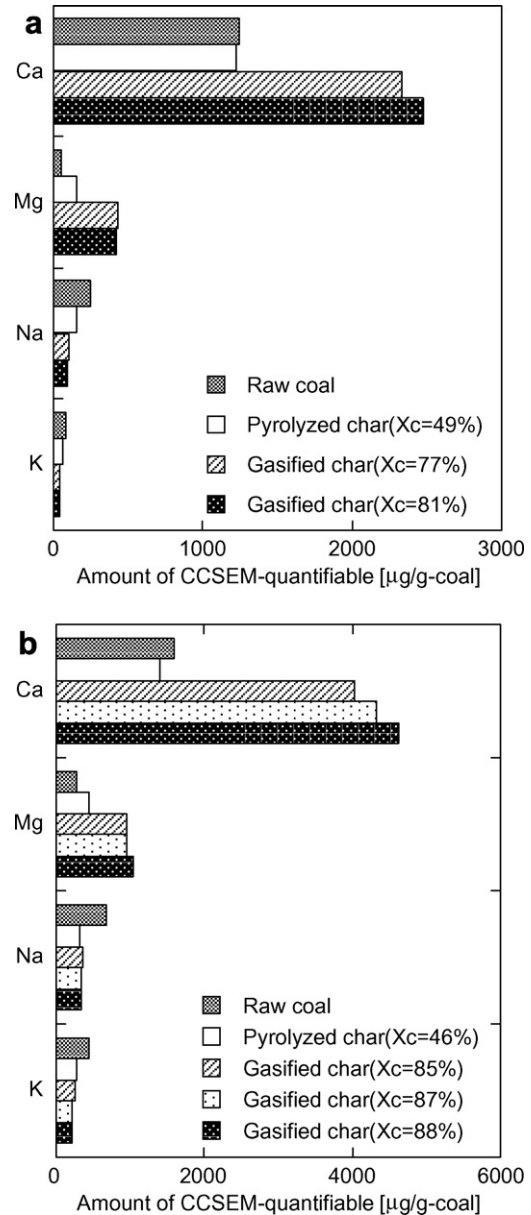 a
Ca
Mg
Na
K
Raw coal
Pyrolyzed char(Xc=49%)
Gasified char(Xc=77%)
Gasified char(Xc=81%)
0 1000 2000 3000
Amount of CCSEM-quantifiable [μg/g-coal]
b
Ca
Mg
Na
K
Raw coal
Pyrolyzed char(Xc=46%)
Gasified char(Xc=85%)
Gasified char(Xc=87%)
Gasified char(Xc=88%)
0 2000 4000 6000
Amount of CCSEM-quantifiable [μg/g-coal]